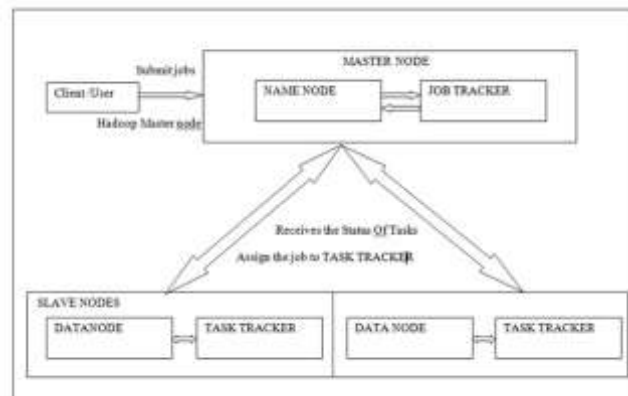 MASTER NODE
Submit jobs
Client-User
NAME NODE
JOB TRACKER
Hadoop Master node
Receives the Status Of Tasks
Assign the job to TASK TRACKER
SLAVE NODES
DATANODE
TASK TRACKER
DATA NODE
TASK TRACKER